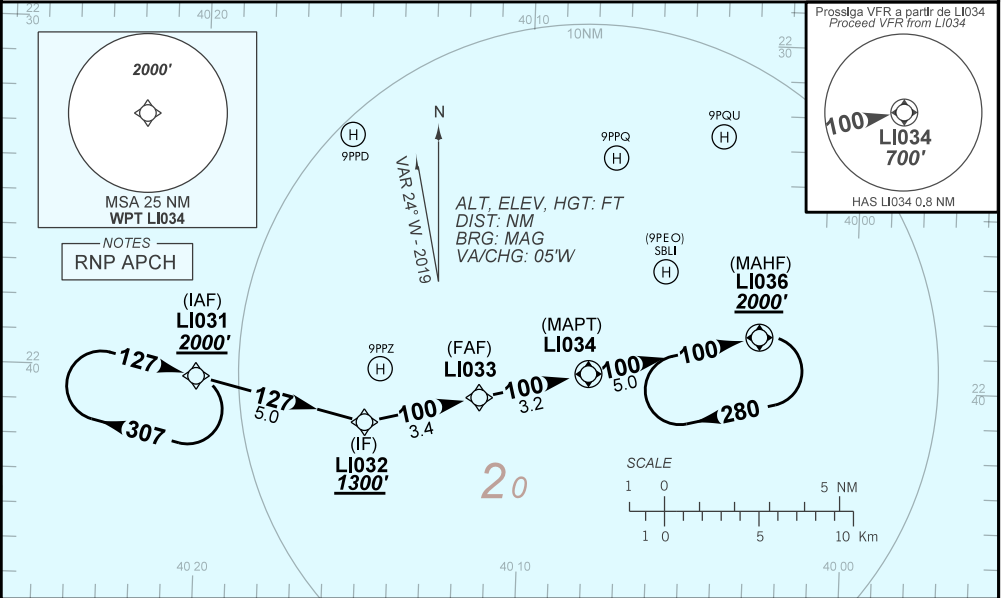 22
30
40 20
40 10
10NM
22
30
Prossiga VFR a partir de LI034
Proceed VFR from LI034
100
LI034
700'
HAS LI034 0,8 NM
40 00
2000'
MSA 25 NM
WPT LI034
NOTES
RNP APCH
N
VAR 24° W - 2019
ALT, ELEV, HGT: FT
DIST: NM
BRG: MAG
VA/CHG: 05'W
H
9PPD
9PPQ
H
9PQU
H
(9PEO)
SBLI
H
9PPZ
H
(IAF)
LI031
2000'
127
307
127
5.0
(IF)
LI032
1300'
100
3.4
(FAF)
LI033
100
3.2
(MAPT)
LI034
100
5.0
100
(MAHF)
LI036
2000'
280
22
40
22
40
20
SCALE
1 0 5 NM
1 0 5 10 Km
40 20
40 10
40 00